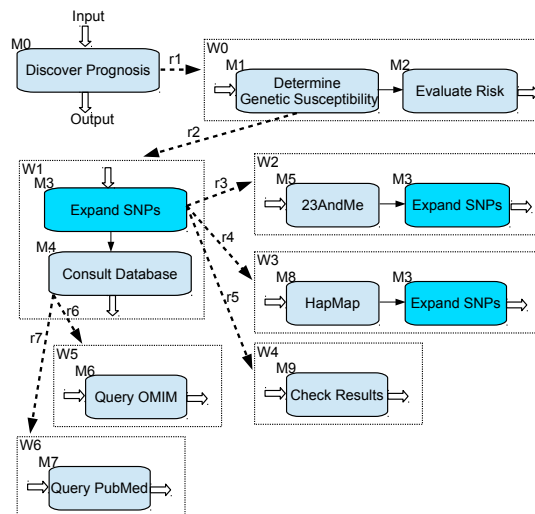 Input
M0
Discover Prognosis
Output
r1
W0
M1
Determine
Genetic Susceptibility
M2
Evaluate Risk
r2
W1
M3
Expand SNPs
M4
Consult Database
r3
r4
r5
r6
r7
W2
M5
23AndMe
M3
Expand SNPs
W3
M8
HapMap
M3
Expand SNPs
W4
M9
Check Results
W5
M6
Query OMIM
W6
M7
Query PubMed